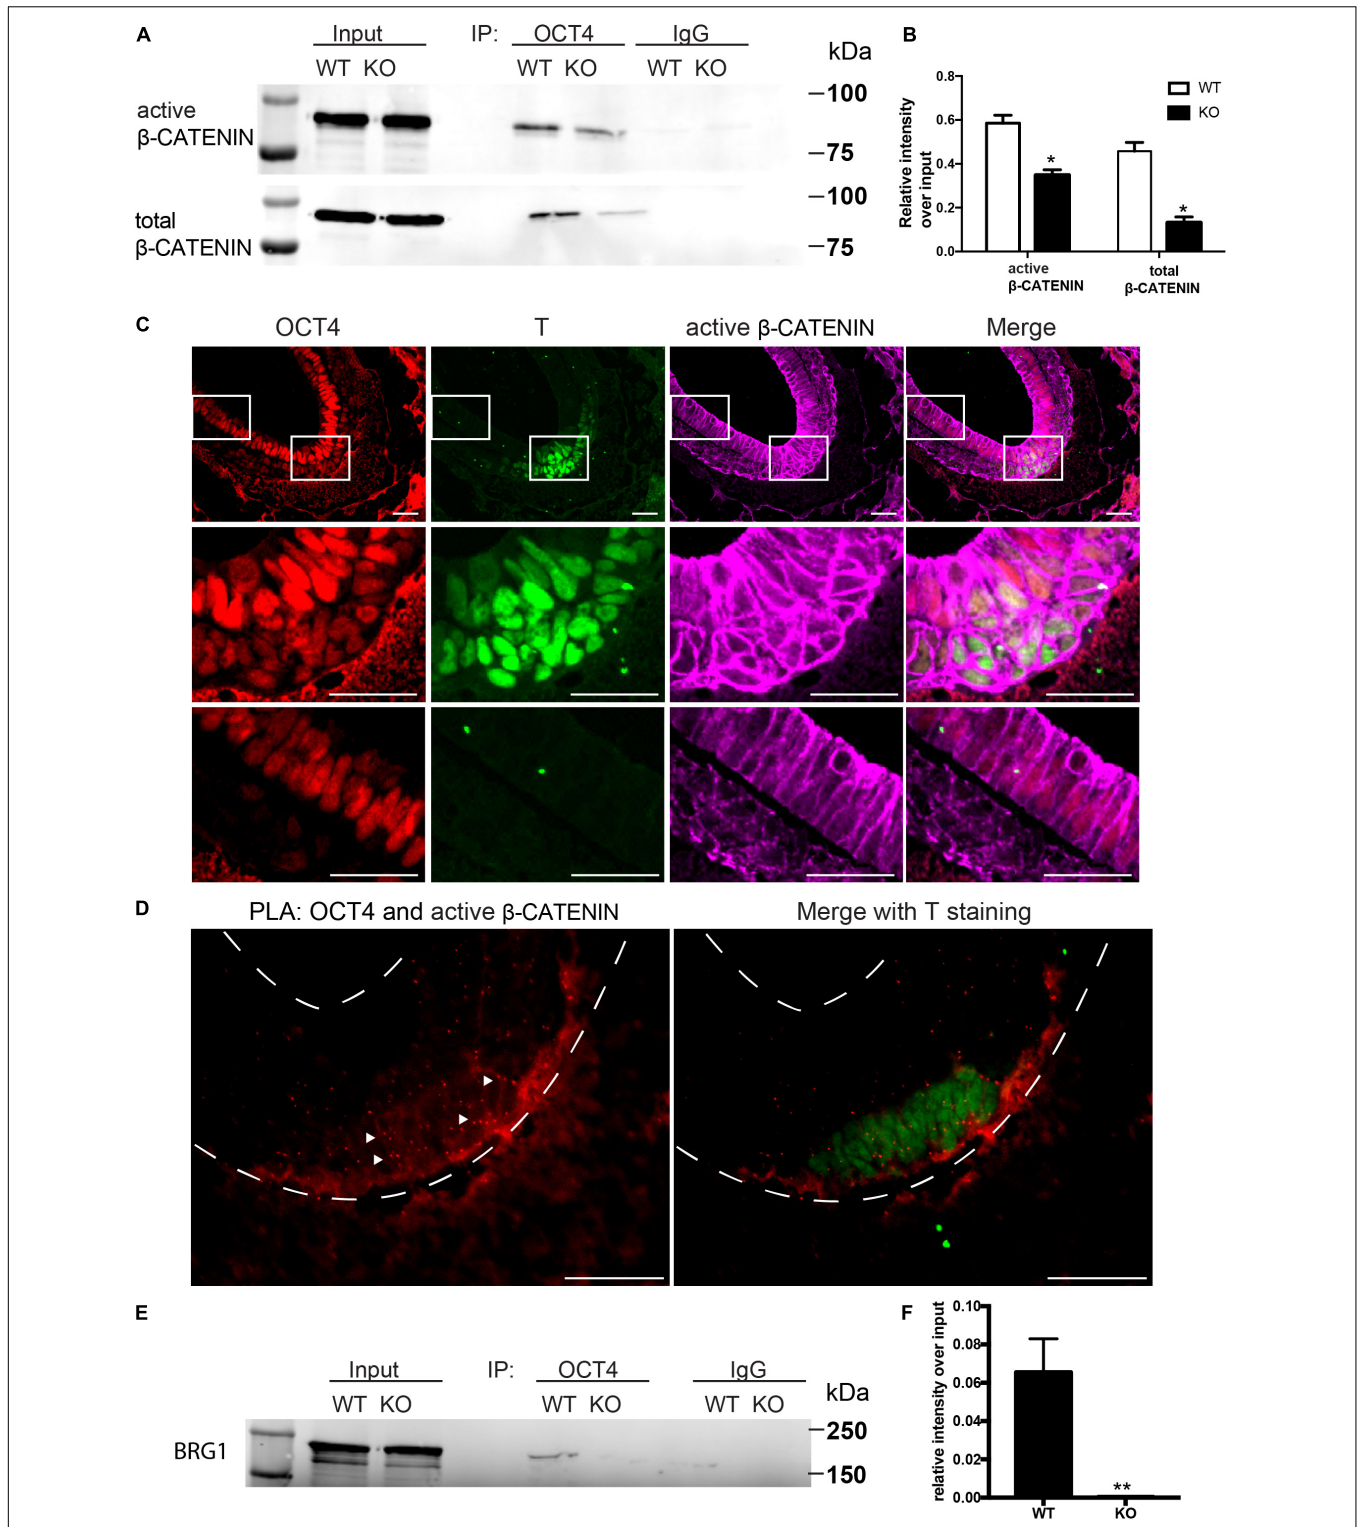 A
Input
IP:
OCT4
IgG
WT KO
WT KO
WT KO
kDa
active
β-CATENIN
100
75
total
β-CATENIN
100
75
B
Relative intensity
over input
0.8
0.6
0.4
0.2
0.0
WT
KO
*
*
active
β-CATENIN
total
β-CATENIN
C
OCT4
T
active β-CATENIN
Merge
D
PLA: OCT4 and active β-CATENIN
Merge with T staining
E
Input
IP:
OCT4
IgG
WT KO
WT KO
WT KO
kDa
BRG1
250
150
F
relative intensity over input
0.10
0.08
0.06
0.04
0.02
0.00
**
WT
KO